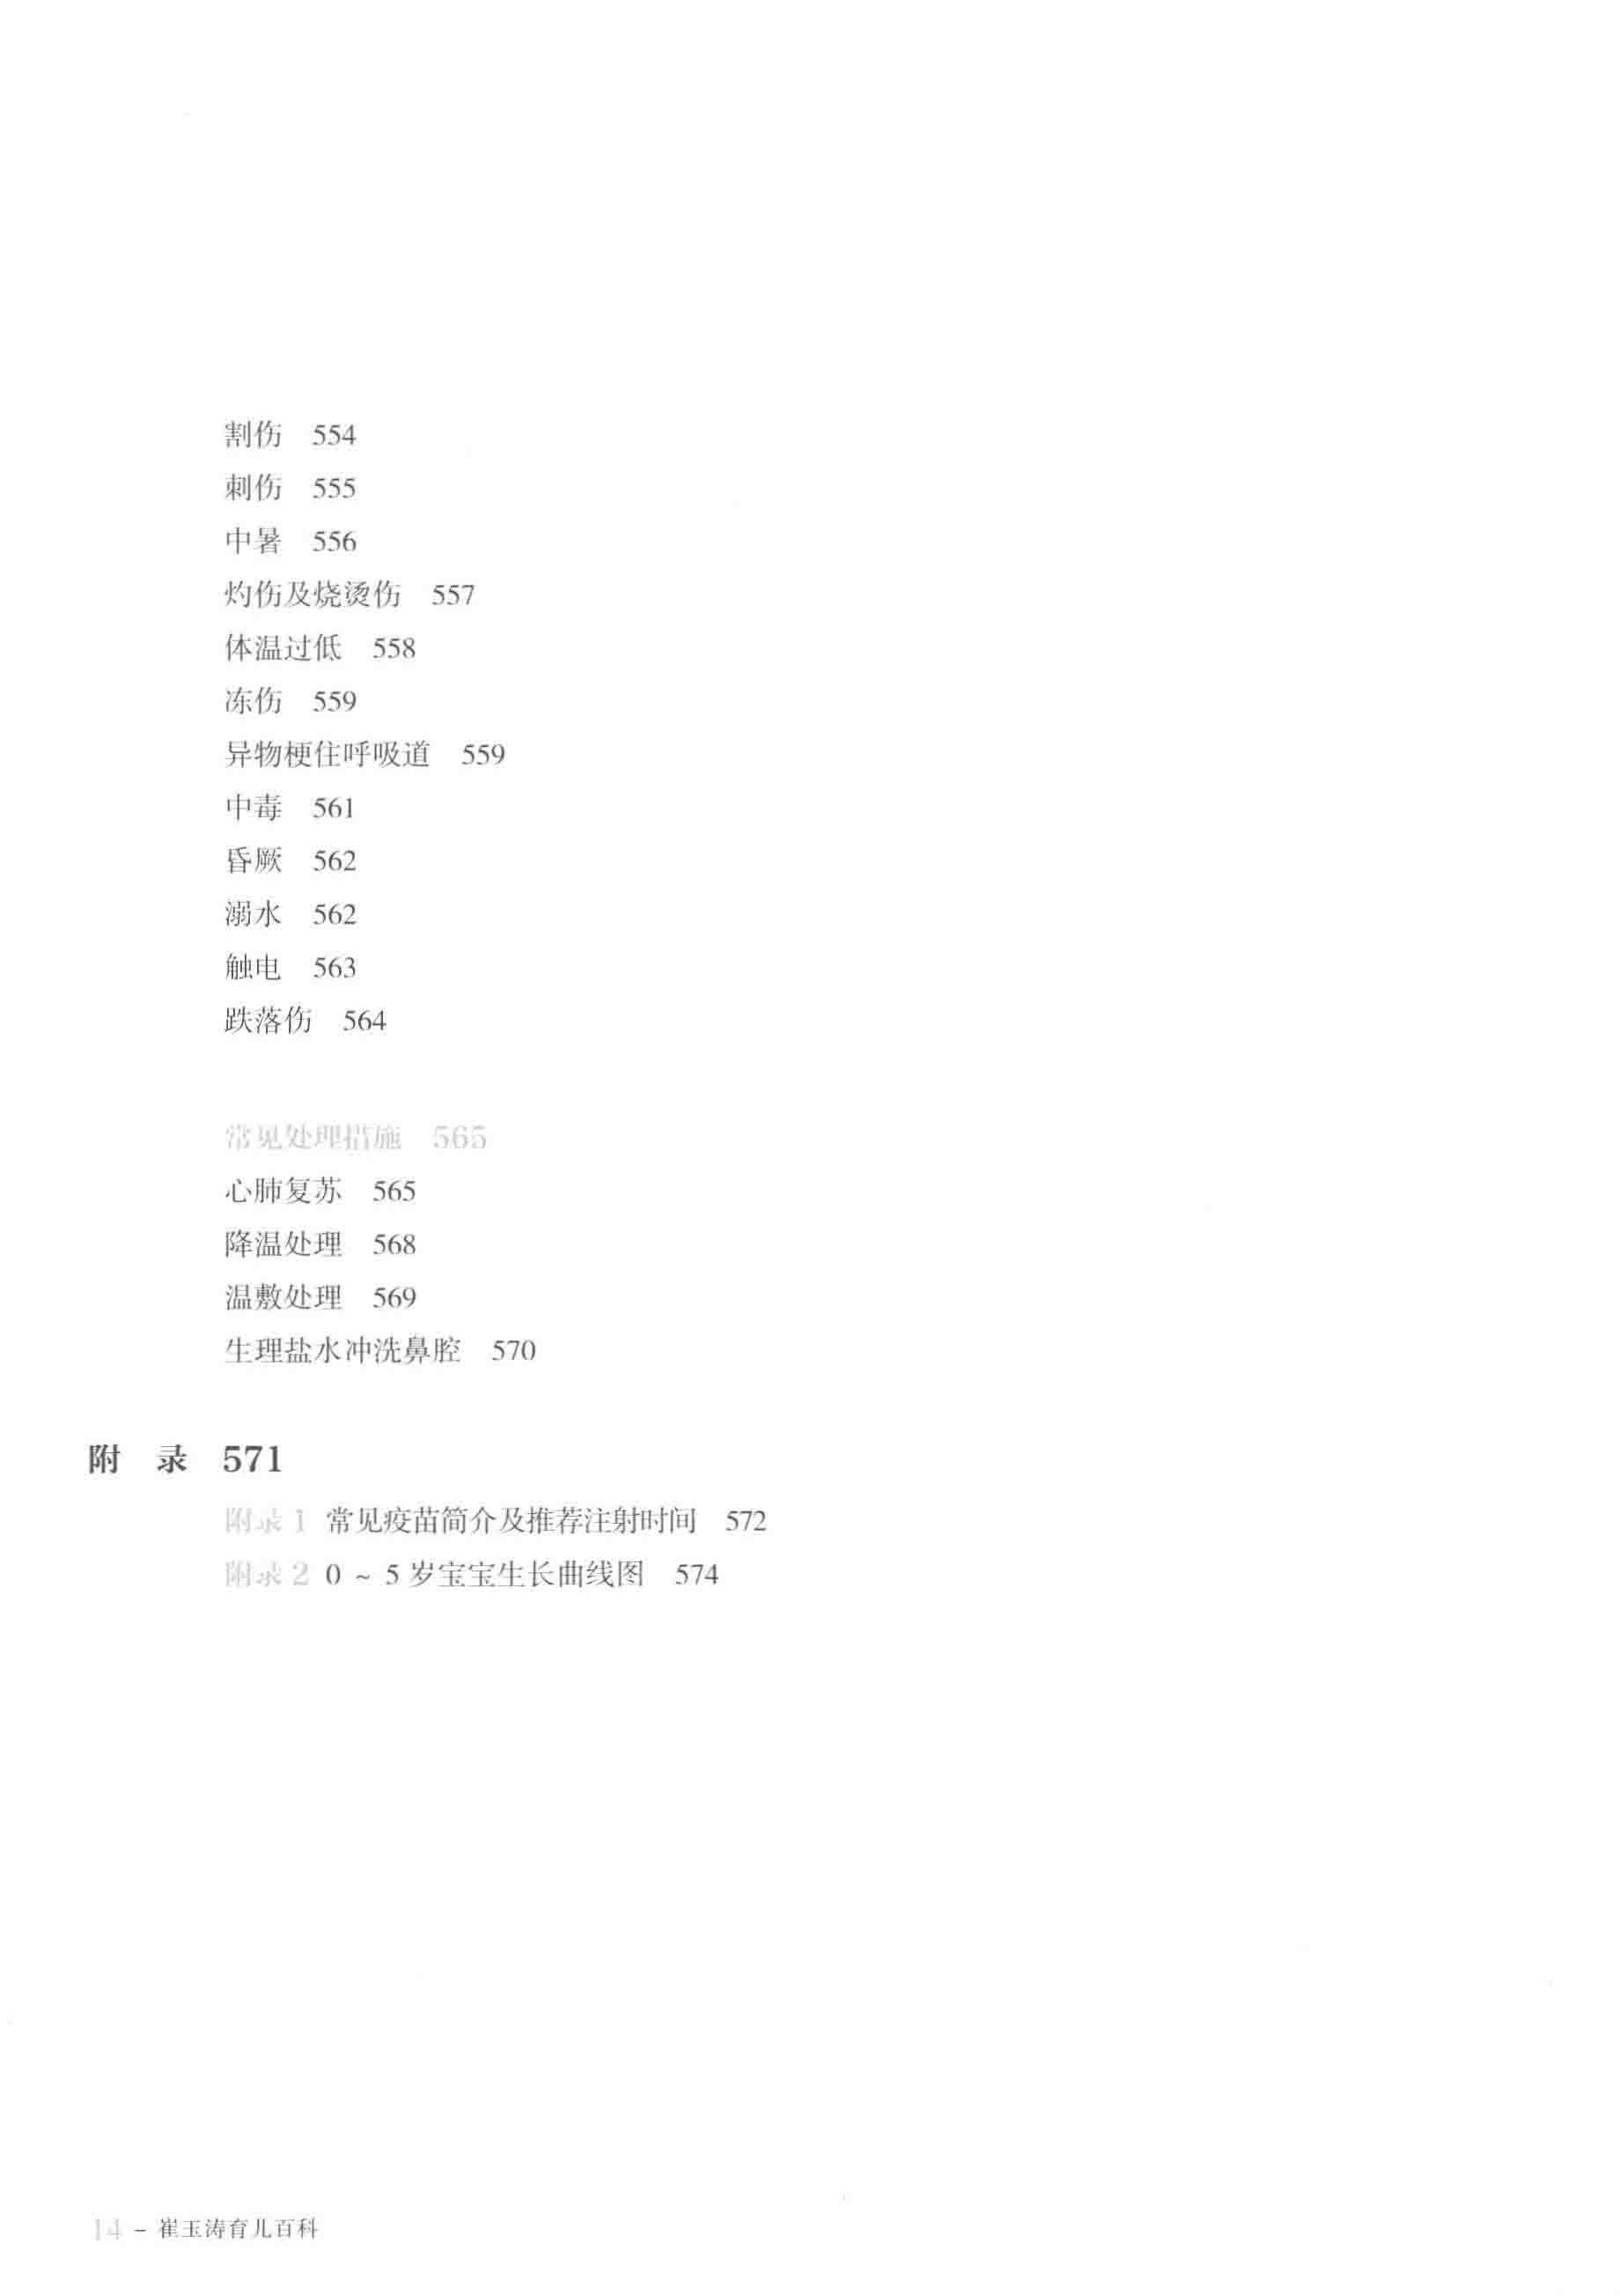 割伤 554
刺伤 555
中暑 556
灼伤及烧烫伤 557
体温过低 558
冻伤 559
异物梗住呼吸道 559
中毒 561
昏厥 562
溺水 562
触电 563
跌落伤 564
常见处理措施 565
心肺复苏 565
降温处理 568
温敷处理 569
生理盐水冲洗鼻腔 570
附 录 571
附录1 常见疫苗简介及推荐注射时间 572
附录2 0 ~ 5 岁宝宝生长曲线图 574
14 - 崔玉涛育儿百科